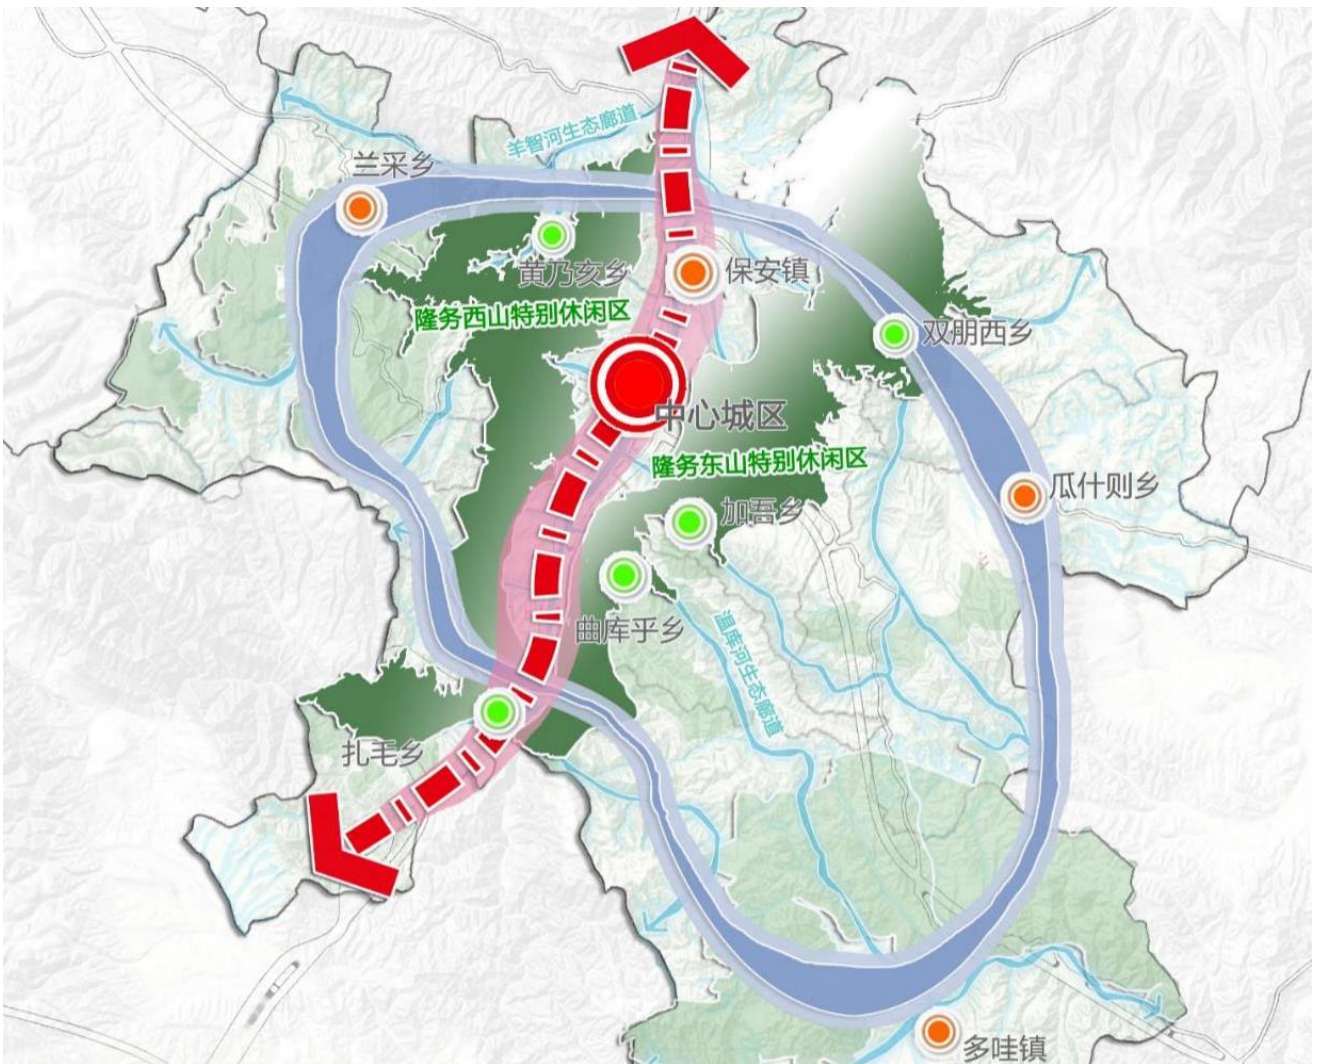 羊智河生态廊道
兰采乡
黄乃亥乡
保安镇
隆务西山特别休闲区
双朋西乡
中心城区
隆务东山特别休闲区
瓜什则乡
加吾乡
曲库乎乡
温库河生态廊道
扎毛乡
多哇镇